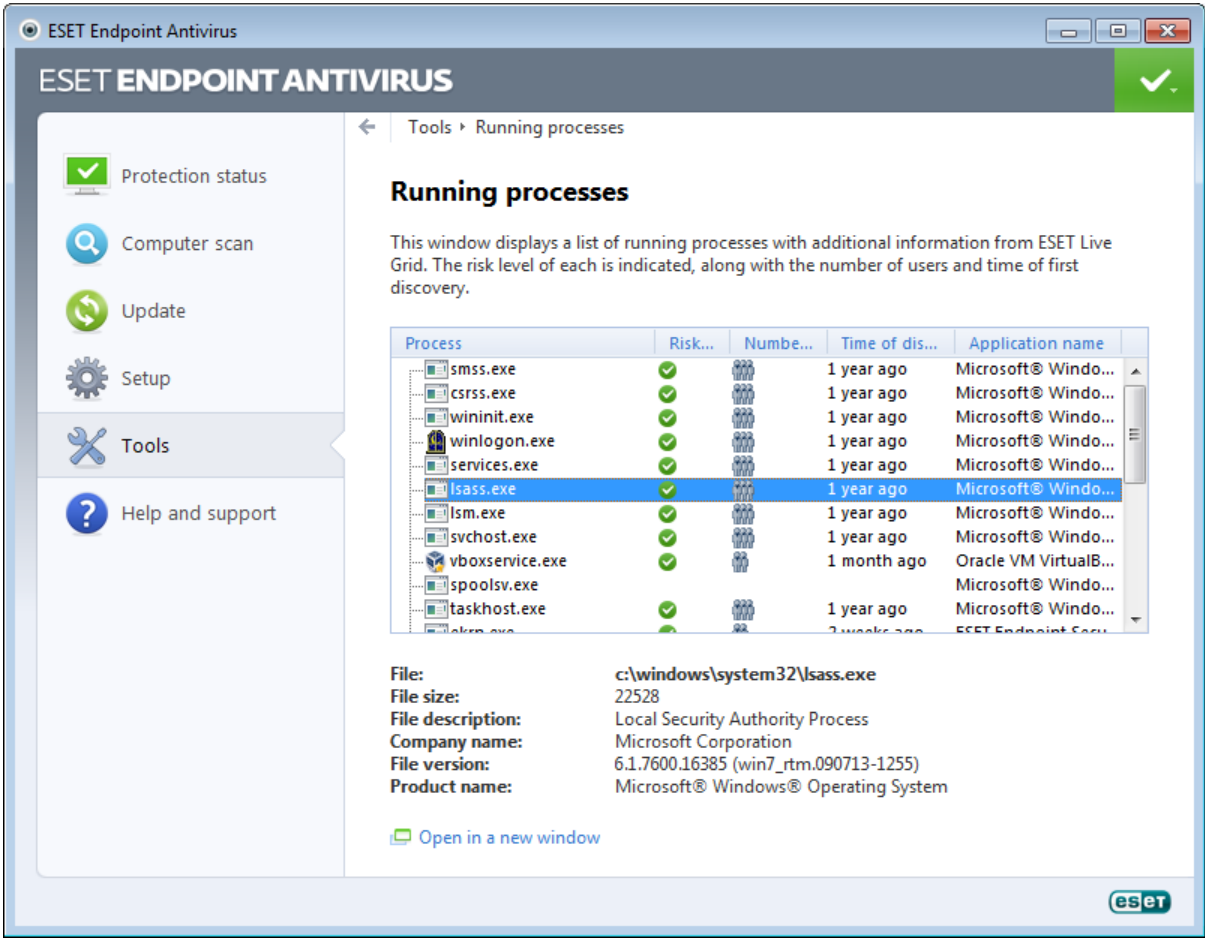 ESET Endpoint Antivirus
ESET ENDPOINT ANTIVIRUS
Tools Running processes
Protection status
Computer scan
Update
Setup
Tools
Help and support
Running processes
This window displays a list of running processes with additional information from ESET Live
Grid. The risk level of each is indicated, along with the number of users and time of first
discovery.
Process Risk... Numbe... Time of dis... Application name
smss.exe 1 year ago Microsoft® Windo...
csrss.exe 1 year ago Microsoft® Windo...
wininit.exe 1 year ago Microsoft® Windo...
winlogon.exe 1 year ago Microsoft® Windo...
services.exe 1 year ago Microsoft® Windo...
lsass.exe 1 year ago Microsoft® Windo...
lsm.exe 1 year ago Microsoft® Windo...
svchost.exe 1 year ago Microsoft® Windo...
vboxservice.exe 1 month ago Oracle VM VirtualB...
spoolsv.exe Microsoft® Windo...
taskhost.exe 1 year ago Microsoft® Windo...
ekrn.exe 2 weeks ago ESET Endpoint Secu...
File: c:\windows\system32\lsass.exe
File size: 22528
File description: Local Security Authority Process
Company name: Microsoft Corporation
File version: 6.1.7600.16385 (win7_rtm.090713-1255)
Product name: Microsoft® Windows® Operating System
Open in a new window
eset